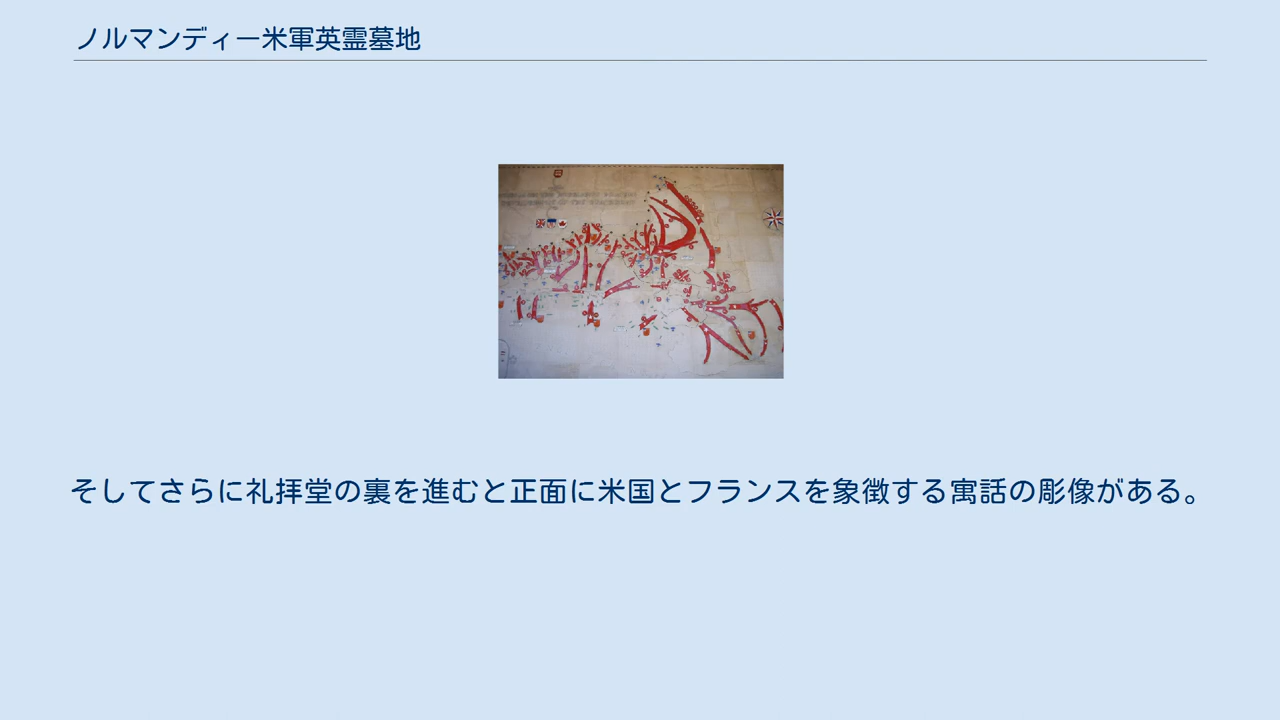 ノルマンディー米軍英霊墓地
そしてさらに礼拝堂の裏を進むと正面に米国とフランスを象徴する寓話の彫像がある。